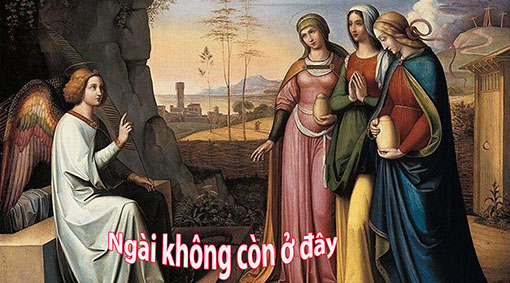 Ngài không còn ở đây